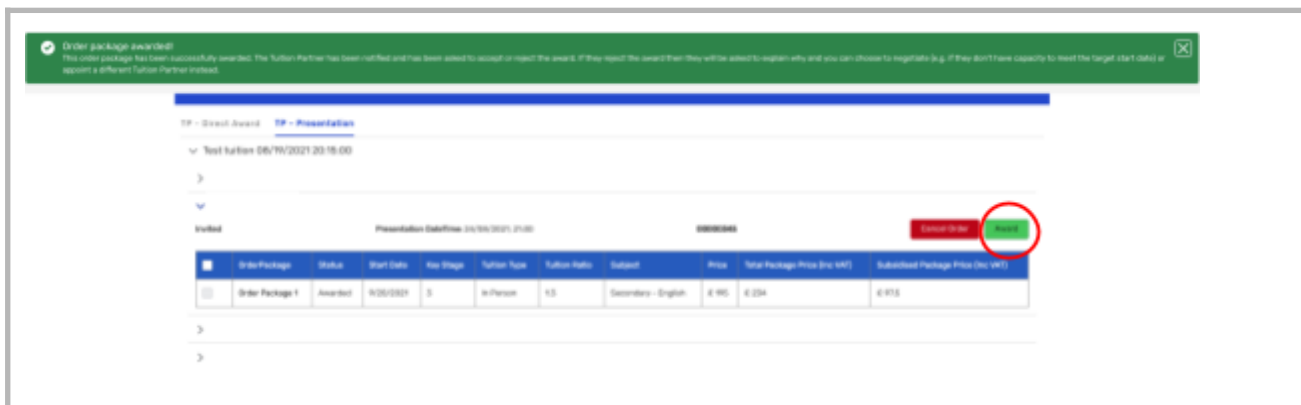 Order package awarded!
This order package has been successfully awarded. The Tuition Partner has been notified and has been asked to accept or reject the award. If they reject the award then they will be asked to explain why and you can choose to negotiate (e.g. if they don't have capacity to meet the target start date) or
appoint a different Tuition Partner instead.
TP - Direct Award TP - Presentation
Test tuition 08/19/2021 20:15:00
Invited Presentation Date/Time: Cancel Order Award
Order Package Status Start Date Key Stage Tuition Type Tuition Ratio Subject Price Total Package Price (Inc VAT) Subsidised Package Price (Inc VAT)
Order Package 1 Awarded 9/20/2021 3 In Person 1:3 Secondary - English £ 195 £ 234